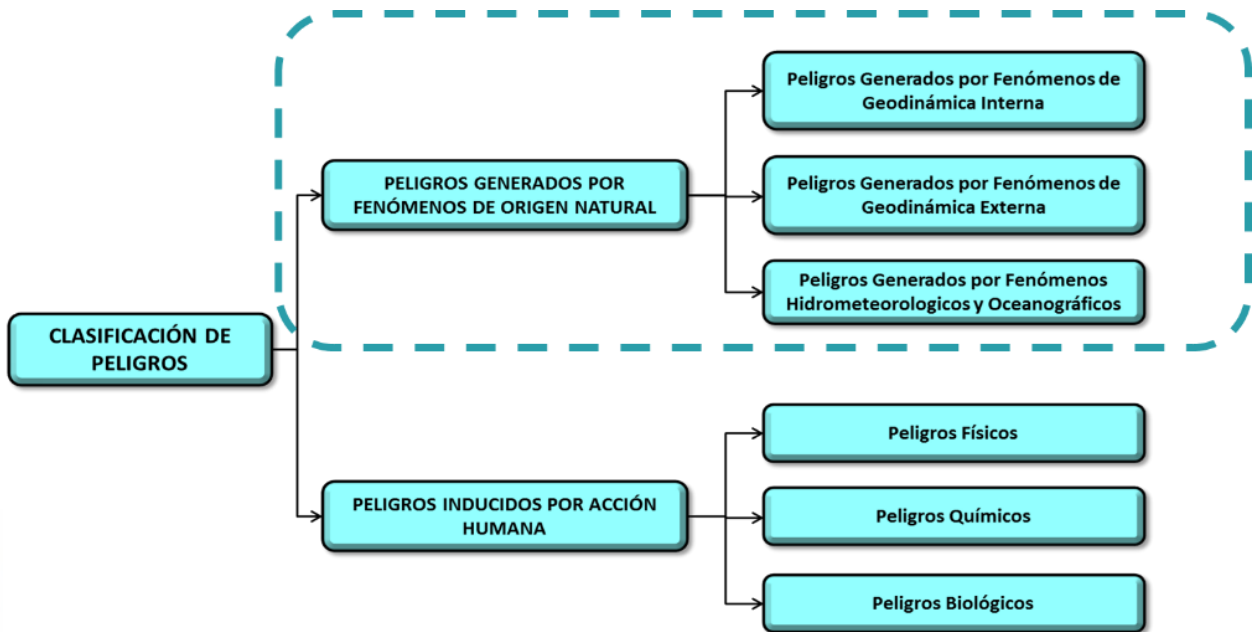 CLASIFICACIÓN DE
PELIGROS
PELIGROS GENERADOS POR
FENÓMENOS DE ORIGEN NATURAL
Peligros Generados por Fenómenos de
Geodinámica Interna
Peligros Generados por Fenómenos de
Geodinámica Externa
Peligros Generados por Fenómenos
Hidrometeorologicos y Oceanográficos
PELIGROS INDUCIDOS POR ACCIÓN
HUMANA
Peligros Físicos
Peligros Químicos
Peligros Biológicos